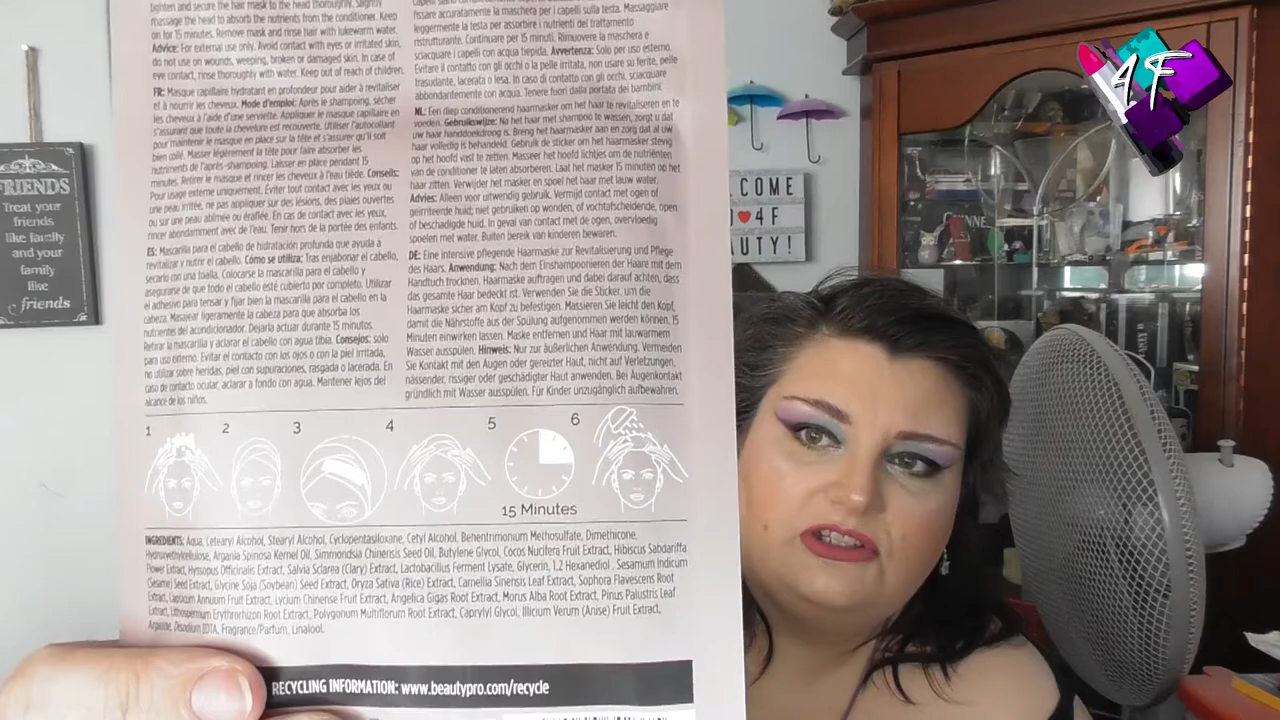 tighten and secure the hair mask to the head thoroughly. Slightly
massage the head to absorb the nutrients from the conditioner. Keep
on for 15 minutes. Remove mask and rinse hair with lukewarm water.
Advice: For external use only. Avoid contact with eyes or irritated skin,
do not use on wounds, weeping, broken or damaged skin. In case of
eye contact, rinse thoroughly with water. Keep out of reach of children.
FR: Masque capillaire hydratant en profondeur pour aider à revitaliser
et à nourrir les cheveux. Mode d'emploi: Après le shampoing, sécher
les cheveux à l'aide d'une serviette. Appliquer le masque capillaire en
s'assurant que toute la chevelure est recouverte. Utiliser l'autocollant
pour maintenir le masque en place sur la tête et s'assurer qu'il soit
bien collé. Masser légèrement la tête pour faire absorber les
nutriments de l'après-shampoing. Laisser en place pendant 15
minutes. Retirer le masque et rincer les cheveux à l'eau tiède. Conseils:
Pour usage externe uniquement. Éviter tout contact avec les yeux ou
une peau irritée, ne pas appliquer sur des lésions, des plaies ouvertes
ou sur une peau abîmée ou éraflée. En cas de contact avec les yeux,
rincer abondamment avec de l'eau. Tenir hors de la portée des enfants.
ES: Mascarilla para el cabello de hidratación profunda que ayuda a
revitalizar y nutrir el cabello. Cómo se utiliza: Tras enjabonar el cabello,
secarlo con una toalla. Colocarse la mascarilla para el cabello y
asegurarse de que todo el cabello esté cubierto por completo. Utilizar
el adhesivo para tensar y fijar bien la mascarilla para el cabello en la
cabeza. Masajear ligeramente la cabeza para que absorba los
nutrientes del acondicionador. Dejarla actuar durante 15 minutos.
Retirar la mascarilla y aclarar el cabello con agua tibia. Consejos: solo
para uso externo. Evitar el contacto con los ojos o con la piel irritada,
no utilizar sobre heridas, piel con supuraciones, rasgada o lacerada. En
caso de contacto ocular, aclarar a fondo con agua. Mantener lejos del
alcance de los niños.
fissare accuratamente la maschera per i capelli sulla testa. Massaggiare
leggermente la testa per assorbire i nutrienti del trattamento
ristrutturante. Continuare per 15 minuti. Rimuovere la maschera e
sciacquare i capelli con acqua tiepida. Avvertenza: Solo per uso esterno.
Evitare il contatto con gli occhi o la pelle irritata, non usare su ferite, pelle
trasudante, lacerata o lesa. In caso di contatto con gli occhi, sciacquare
abbondantemente con acqua. Tenere fuori dalla portata dei bambini.
NL: Een diep conditionerend haarmasker om het haar te revitaliseren en te
voeden. Gebruikswijze: Na het haar met shampoo te wassen, zorgt u dat
uw haar handdoekdroog is. Breng het haarmasker aan en zorg dat al uw
haar volledig is behandeld. Gebruik de sticker om het haarmasker stevig
op het hoofd vast te zetten. Masseer het hoofd lichtjes om de nutriënten
van de conditioner te laten absorberen. Laat het masker 15 minuten op het
haar zitten. Verwijder het masker en spoel het haar met lauw water.
Advies: Alleen voor uitwendig gebruik. Vermijd contact met ogen of
geïrriteerde huid; niet gebruiken op wonden, of vochtafscheidende, open
of beschadigde huid. In geval van contact met de ogen, overvloedig
spoelen met water. Buiten bereik van kinderen bewaren.
DE: Eine intensive pflegende Haarmaske zur Revitalisierung und Pflege
des Haars. Anwendung: Nach dem Einshampoonieren der Haare mit dem
Handtuch trocknen. Haarmaske auftragen und dabei darauf achten, dass
das gesamte Haar bedeckt ist. Verwenden Sie die Sticker, um die
Haarmaske sicher am Kopf zu befestigen. Massieren Sie leicht den Kopf,
damit die Nährstoffe aus der Spülung aufgenommen werden können. 15
Minuten einwirken lassen. Maske entfernen und Haar mit lauwarmem
Wasser ausspülen. Hinweis: Nur zur äußerlichen Anwendung. Vermeiden
Sie Kontakt mit den Augen oder gereizter Haut, nicht auf Verletzungen,
nässender, rissiger oder geschädigter Haut anwenden. Bei Augenkontakt
gründlich mit Wasser ausspülen. Für Kinder unzugänglich aufbewahren.
1 2 3 4 5 6
15 Minutes
INGREDIENTS: Aqua, Cetearyl Alcohol, Stearyl Alcohol, Cyclopentasiloxane, Cetyl Alcohol, Behentrimonium Methosulfate, Dimethicone,
Hydroxyethylcellulose, Argania Spinosa Kernel Oil, Simmondsia Chinensis Seed Oil, Butylene Glycol, Cocos Nucifera Fruit Extract, Hibiscus Sabdariffa
Flower Extract, Hyssopus Officinalis Extract, Salvia Sclarea (Clary) Extract, Lactobacillus Ferment Lysate, Glycerin, 1,2 Hexanediol , Sesamum Indicum
(Sesame) Seed Extract, Glycine Soja (Soybean) Seed Extract, Oryza Sativa (Rice) Extract, Camellia Sinensis Leaf Extract, Sophora Flavescens Root
Extract, Capsicum Annuum Fruit Extract, Lycium Chinense Fruit Extract, Angelica Gigas Root Extract, Morus Alba Root Extract, Pinus Palustris Leaf
Extract, Lithospermum Erythrorhizon Root Extract, Polygonum Multiflorum Root Extract, Caprylyl Glycol, Illicium Verum (Anise) Fruit Extract,
Arginine, Disodium EDTA, Fragrance/Parfum, Linalool.
RECYCLING INFORMATION: www.beautypro.com/recycle
FRIENDS
Treat your
friends
like family
and your
family
like
friends
COME
4F
AUTY!
4F